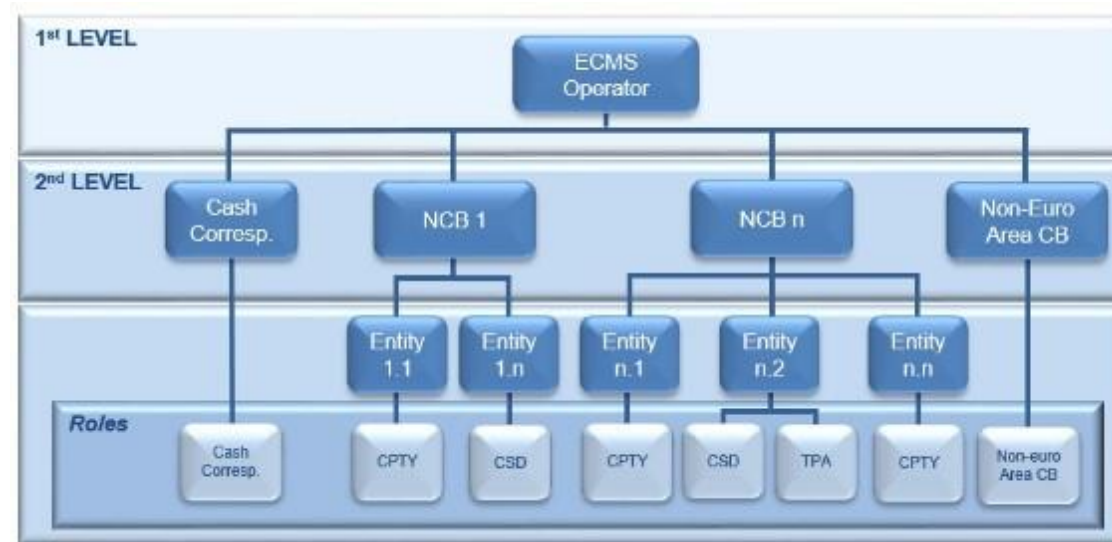 1st LEVEL
ECMS
Operator
2nd LEVEL
Cash
Corresp.
NCB 1
NCB n
Non-Euro
Area CB
Entity
1.1
Entity
1.n
Entity
n.1
Entity
n.2
Entity
n.n
Roles
Cash
Corresp.
CPTY
CSD
CPTY
CSD
TPA
CPTY
Non-euro
Area CB